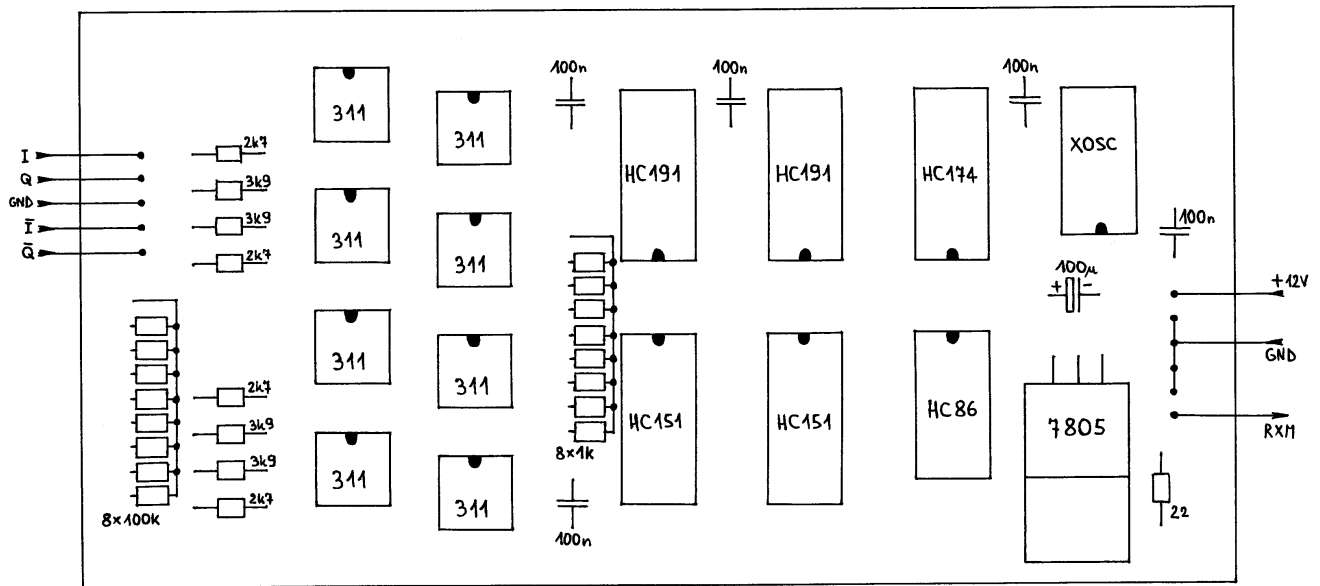 100n
100n
100n
311
311
HC191
HC191
HC174
XOSC
I
Q
GND
I̅
Q̅
2k7
3k9
3k9
2k7
311
311
100n
100µ
+ -
+12V
GND
RXM
311
311
HC151
HC151
HC86
7805
2k7
3k9
3k9
2k7
8×1k
311
311
22
8×100k
100n